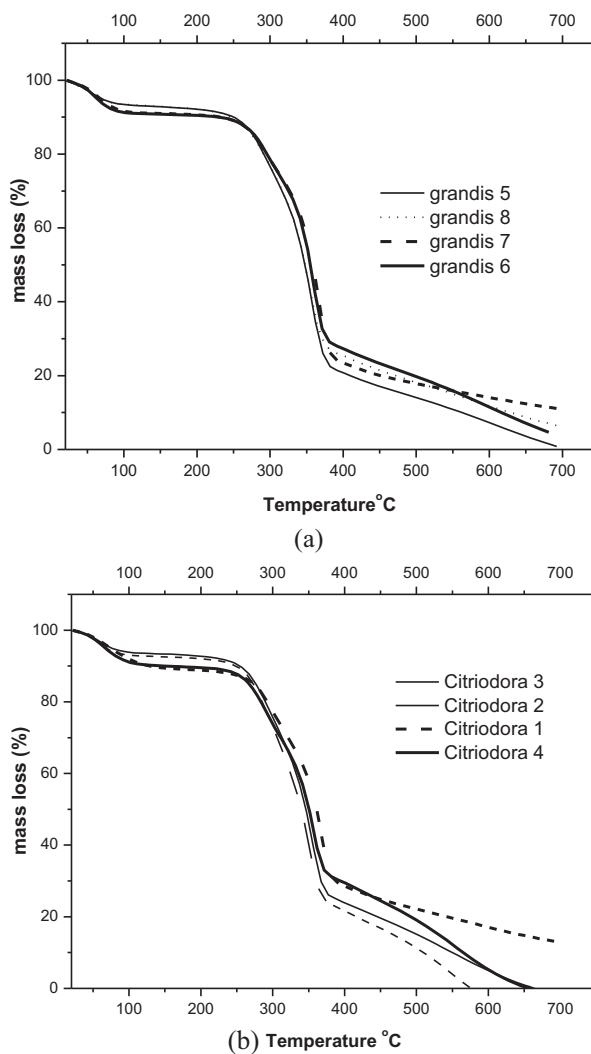 100 200 300 400 500 600 700
100
80
60
40
20
0
mass loss (%)
grandis 5
grandis 8
grandis 7
grandis 6
100 200 300 400 500 600 700
Temperature°C
(a)
100 200 300 400 500 600 700
100
80
60
40
20
0
mass loss (%)
Citriodora 3
Citriodora 2
Citriodora 1
Citriodora 4
100 200 300 400 500 600 700
(b) Temperature °C